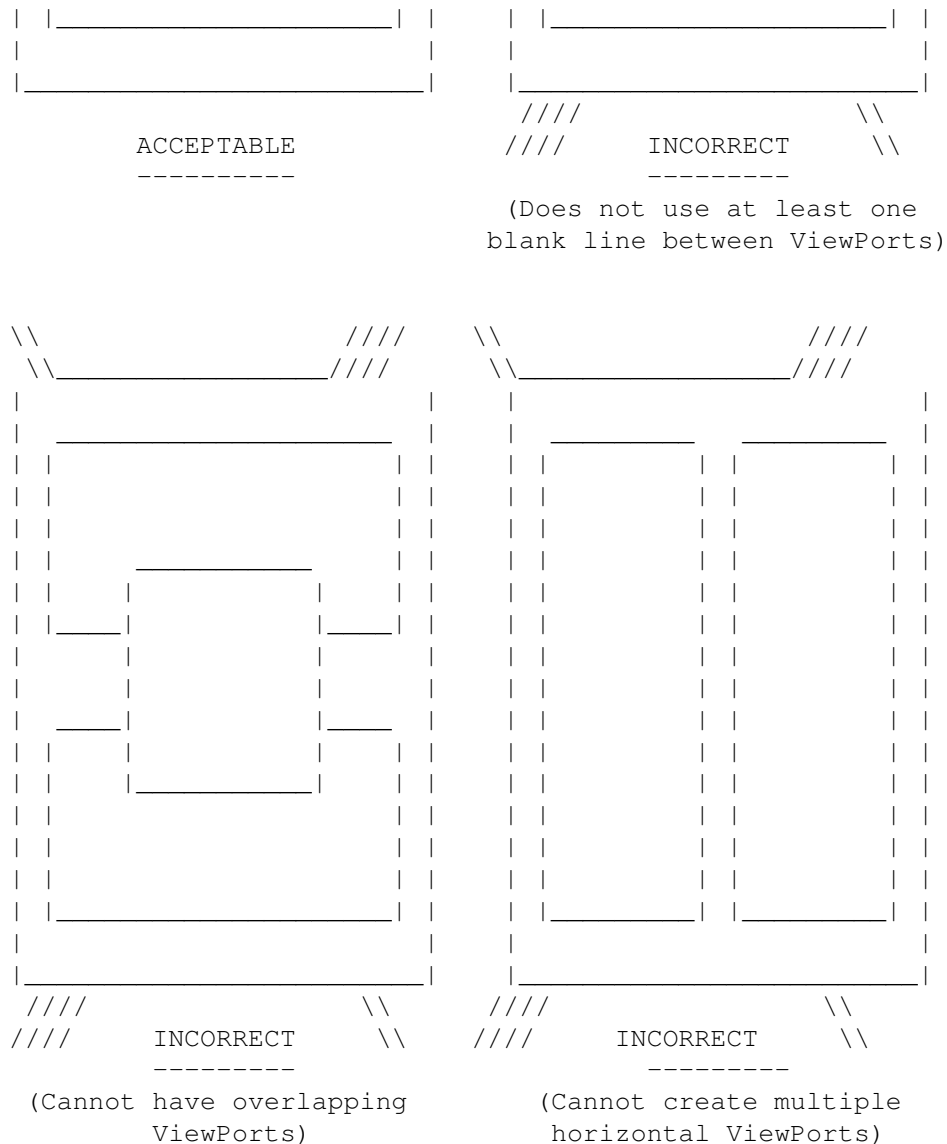 ACCEPTABLE
----------
INCORRECT
---------
(Does not use at least one
blank line between ViewPorts)
INCORRECT
---------
(Cannot have overlapping
ViewPorts)
INCORRECT
---------
(Cannot create multiple
horizontal ViewPorts)